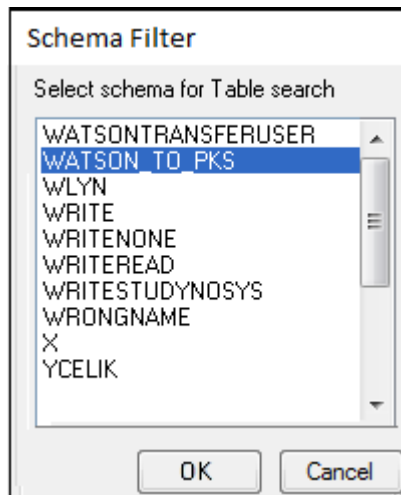 Schema Filter
Select schema for Table search
WATSONTRANSFERUSER
WATSON_TO_PKS
WLYN
WRITE
WRITENONE
WRITEREAD
WRITESTUDYNOSYS
WRONGNAME
X
YCELIK
OK Cancel